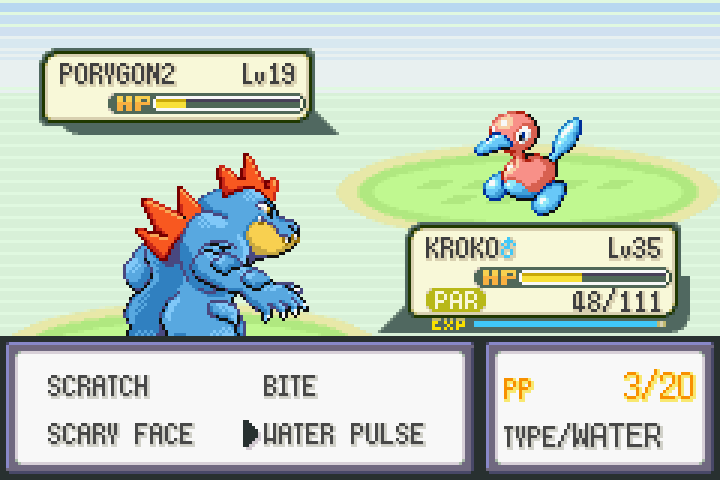 PORYGON2 Lv19
HP
KROKO♂ Lv35
HP
PAR 48/111
EXP
SCRATCH BITE
SCARY FACE WATER PULSE
PP 3/20
TYPE/WATER